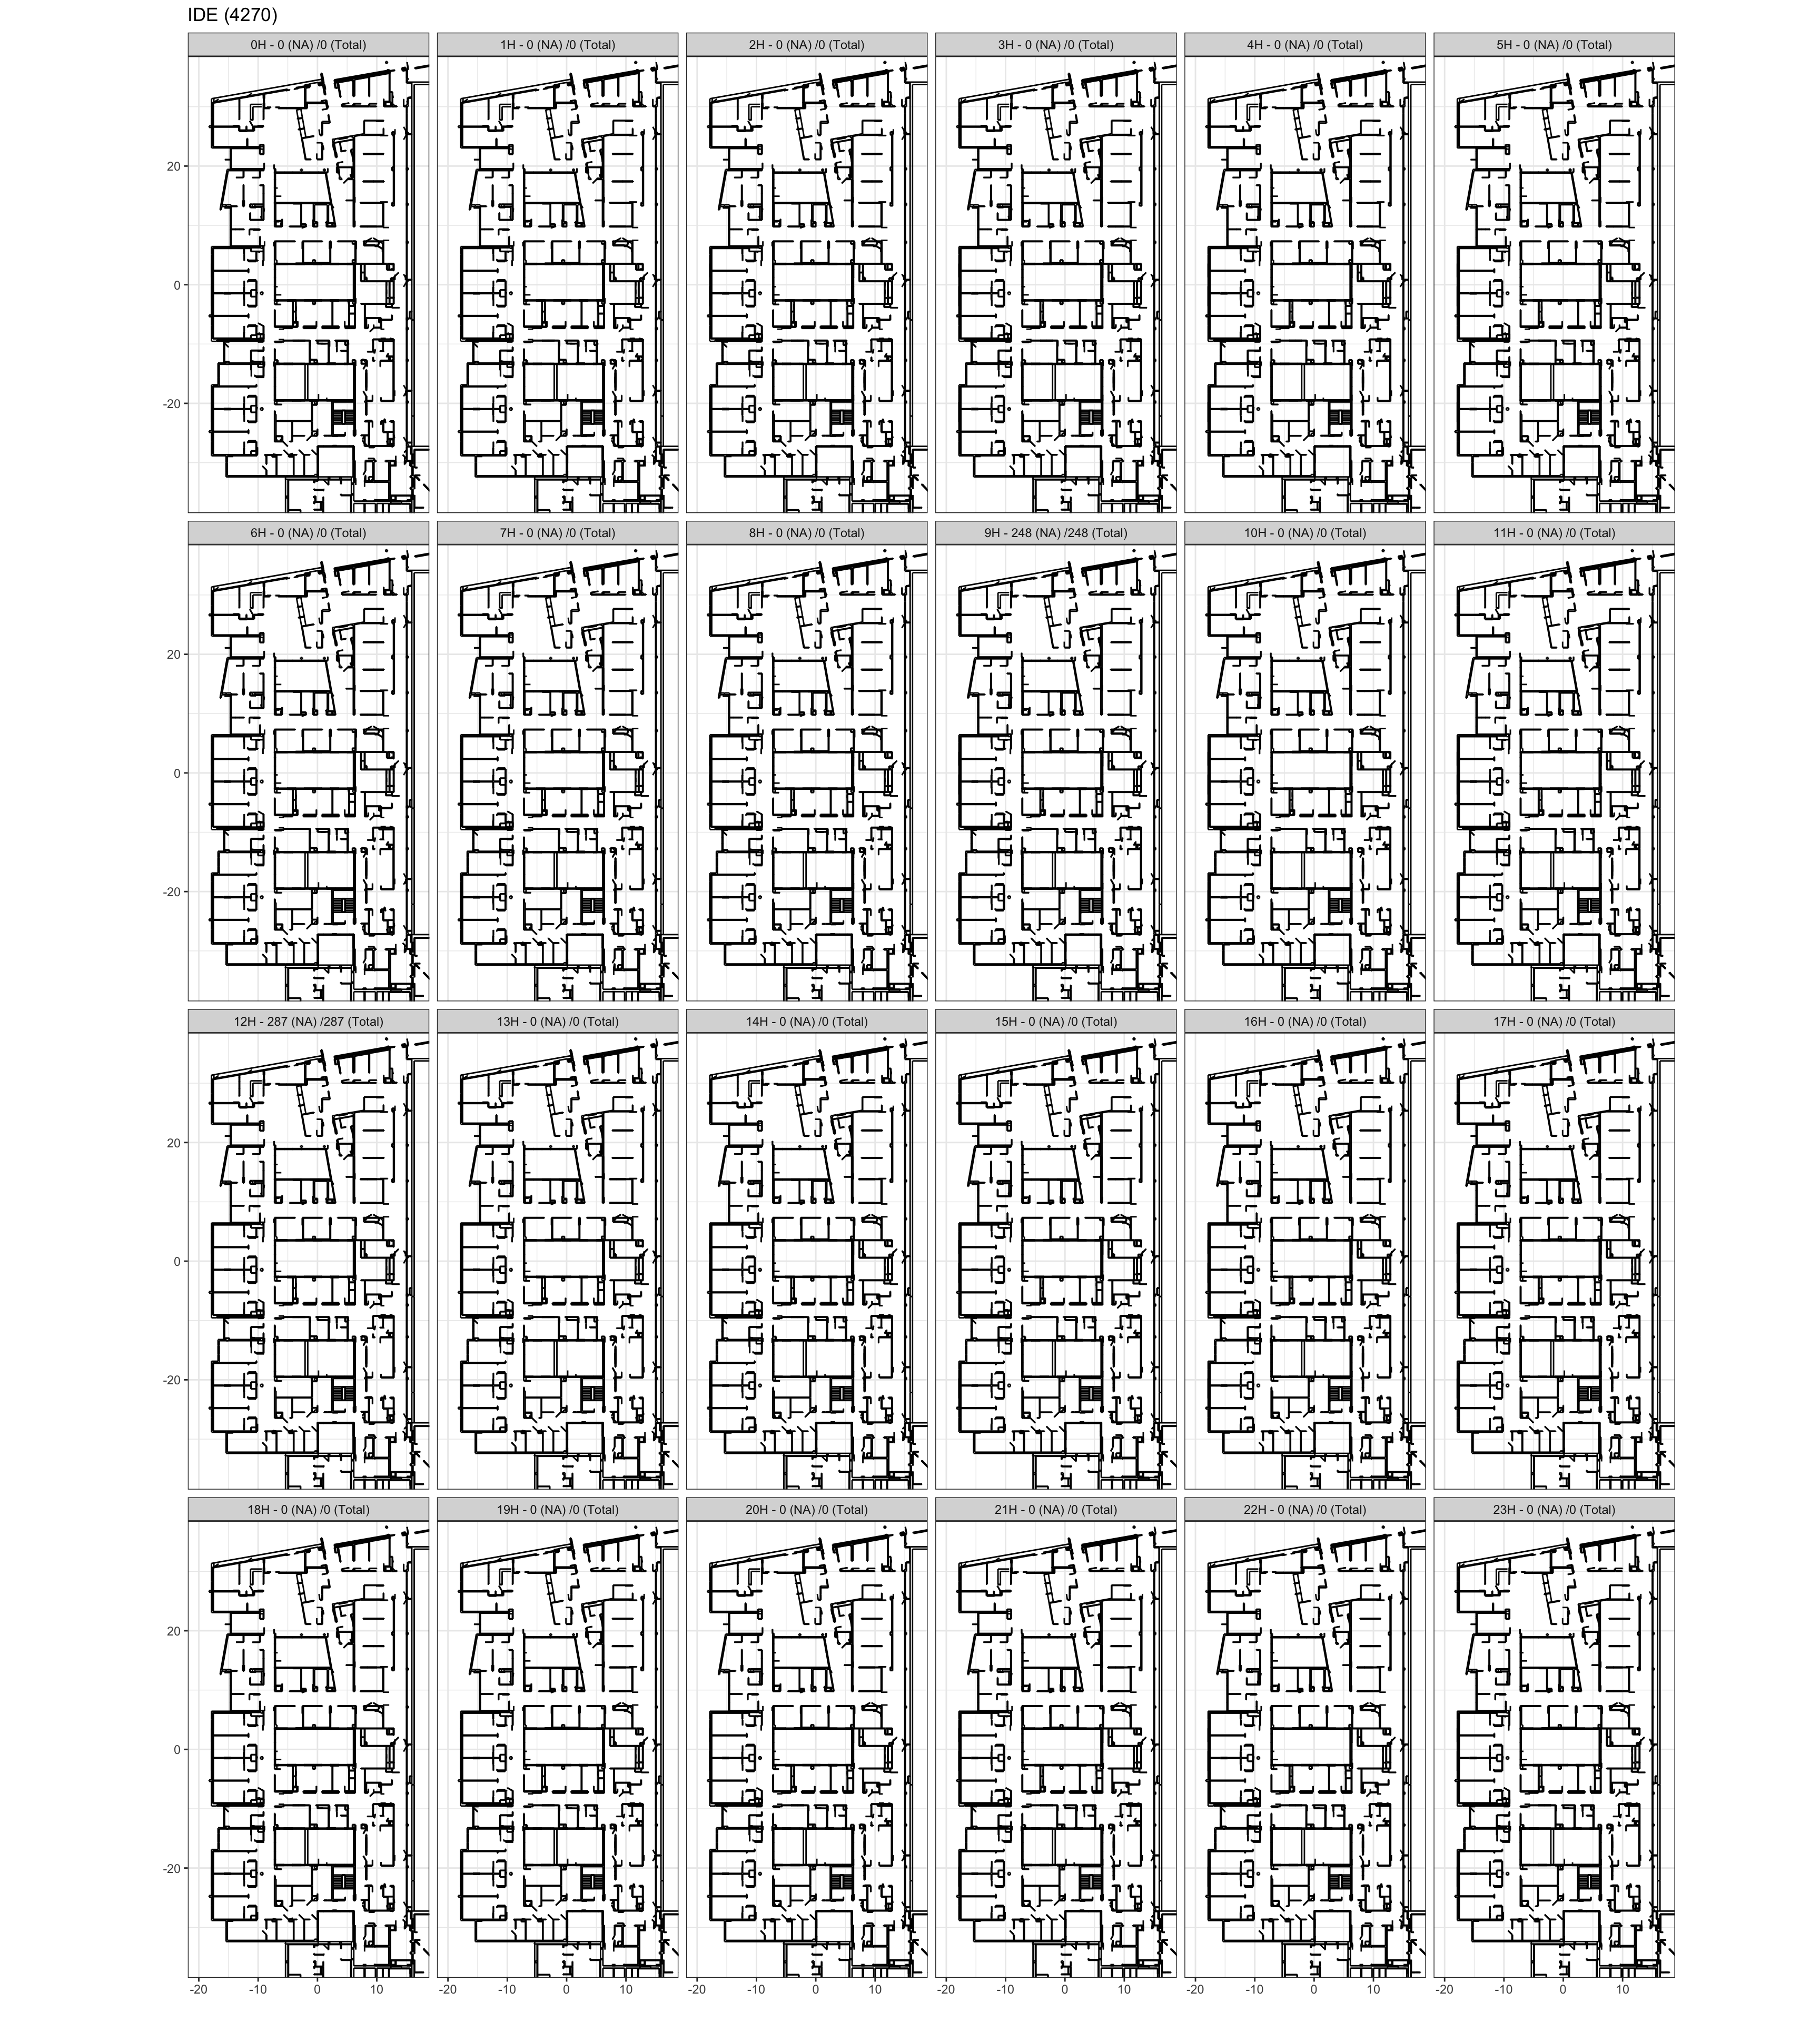 IDE (4270)
0H - 0 (NA) /0 (Total) 1H - 0 (NA) /0 (Total) 2H - 0 (NA) /0 (Total) 3H - 0 (NA) /0 (Total) 4H - 0 (NA) /0 (Total) 5H - 0 (NA) /0 (Total)
20
0
-20
6H - 0 (NA) /0 (Total) 7H - 0 (NA) /0 (Total) 8H - 0 (NA) /0 (Total) 9H - 248 (NA) /248 (Total) 10H - 0 (NA) /0 (Total) 11H - 0 (NA) /0 (Total)
20
0
-20
12H - 287 (NA) /287 (Total) 13H - 0 (NA) /0 (Total) 14H - 0 (NA) /0 (Total) 15H - 0 (NA) /0 (Total) 16H - 0 (NA) /0 (Total) 17H - 0 (NA) /0 (Total)
20
0
-20
18H - 0 (NA) /0 (Total) 19H - 0 (NA) /0 (Total) 20H - 0 (NA) /0 (Total) 21H - 0 (NA) /0 (Total) 22H - 0 (NA) /0 (Total) 23H - 0 (NA) /0 (Total)
20
0
-20
-20 -10 0 10 -20 -10 0 10 -20 -10 0 10 -20 -10 0 10 -20 -10 0 10 -20 -10 0 10